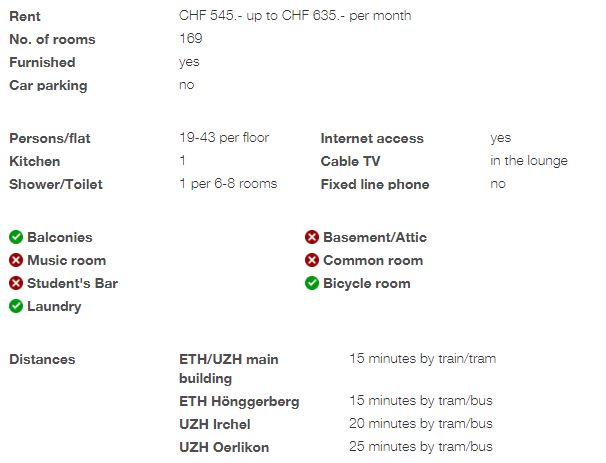 Rent CHF 545.- up to CHF 635.- per month
No. of rooms 169
Furnished yes
Car parking no
Persons/flat 19-43 per floor Internet access yes
Kitchen 1 Cable TV in the lounge
Shower/Toilet 1 per 6-8 rooms Fixed line phone no
Balconies Basement/Attic
Music room Common room
Student's Bar Bicycle room
Laundry
Distances ETH/UZH main 15 minutes by train/tram
building
ETH Hönggerberg 15 minutes by tram/bus
UZH Irchel 20 minutes by tram/bus
UZH Oerlikon 25 minutes by tram/bus